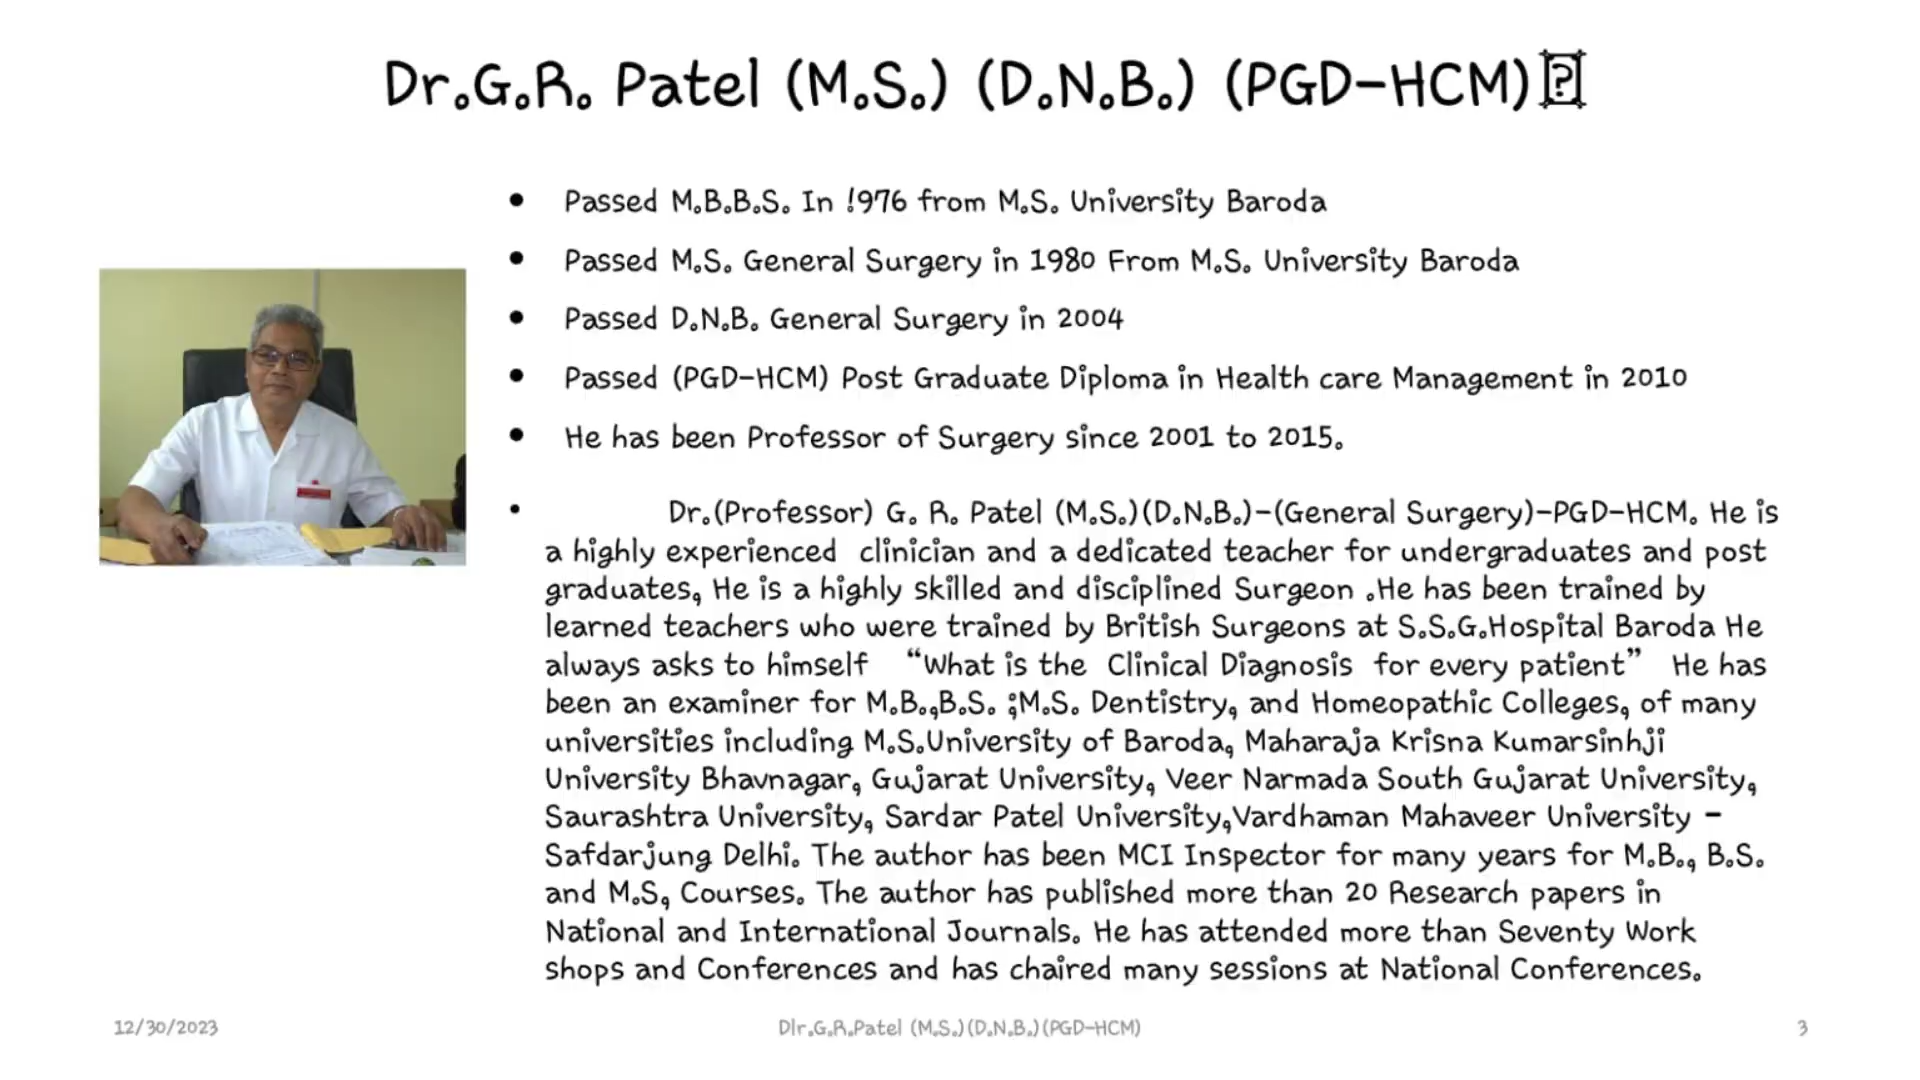 Dr.G.R. Patel (M.S.) (D.N.B.) (PGD-HCM)
• Passed M.B.B.S. In !976 from M.S. University Baroda
• Passed M.S. General Surgery in 1980 From M.S. University Baroda
• Passed D.N.B. General Surgery in 2004
• Passed (PGD-HCM) Post Graduate Diploma in Health care Management in 2010
• He has been Professor of Surgery since 2001 to 2015.
• Dr.(Professor) G. R. Patel (M.S.)(D.N.B.)-(General Surgery)-PGD-HCM. He is
a highly experienced clinician and a dedicated teacher for undergraduates and post
graduates, He is a highly skilled and disciplined Surgeon .He has been trained by
learned teachers who were trained by British Surgeons at S.S.G.Hospital Baroda He
always asks to himself “What is the Clinical Diagnosis for every patient” He has
been an examiner for M.B.,B.S. ;M.S. Dentistry, and Homeopathic Colleges, of many
universities including M.S.University of Baroda, Maharaja Krisna Kumarsinhji
University Bhavnagar, Gujarat University, Veer Narmada South Gujarat University,
Saurashtra University, Sardar Patel University,Vardhaman Mahaveer University –
Safdarjung Delhi. The author has been MCI Inspector for many years for M.B., B.S.
and M.S, Courses. The author has published more than 20 Research papers in
National and International Journals. He has attended more than Seventy Work
shops and Conferences and has chaired many sessions at National Conferences.
12/30/2023
Dlr.G.R.Patel (M.S.)(D.N.B.)(PGD-HCM)
3